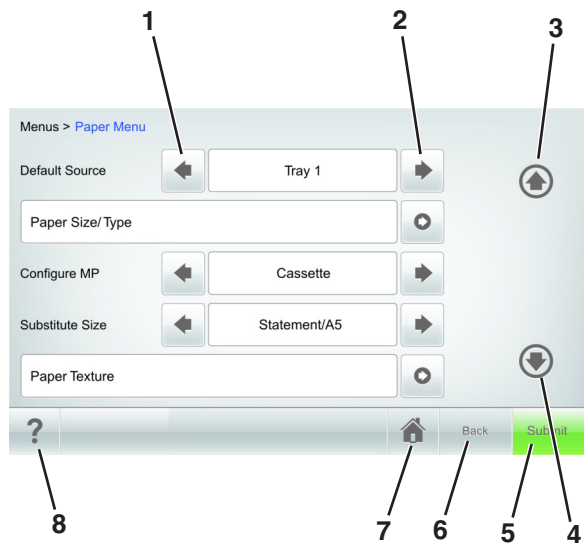 1 2 3
Menus > Paper Menu
Default Source Tray 1
Paper Size/Type
Configure MP Cassette
Substitute Size Statement/A5
Paper Texture
? Back Submit
8 7 6 5 4